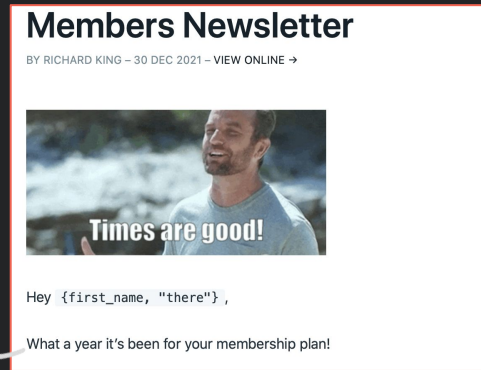 Members Newsletter
BY RICHARD KING – 30 DEC 2021 – VIEW ONLINE →
Times are good!
Hey {first_name, "there"} ,
What a year it's been for your membership plan!